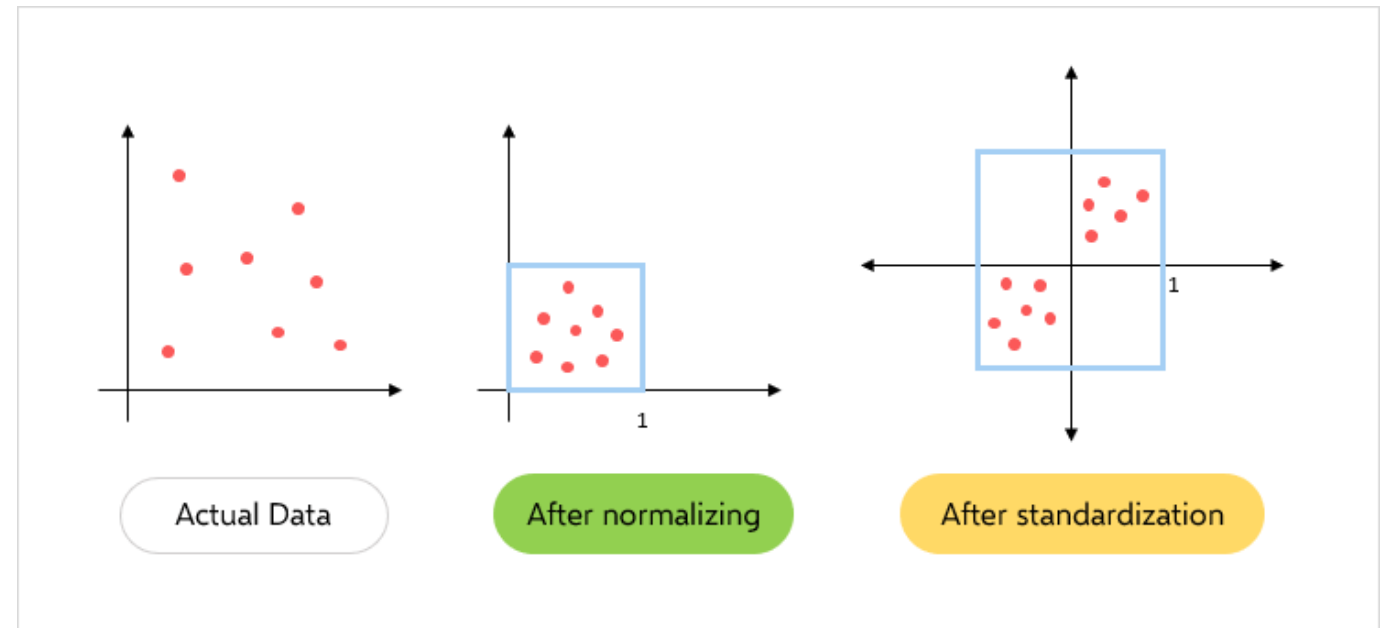 1
1
Actual Data
After normalizing
After standardization